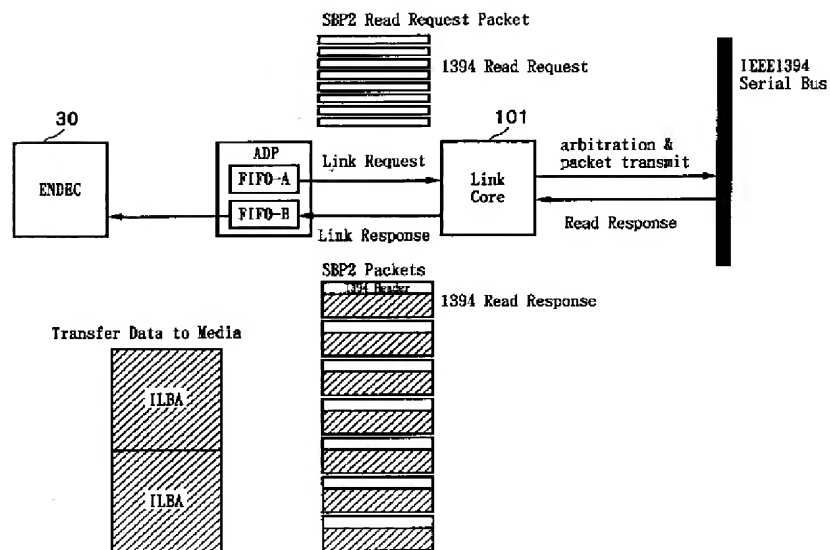 SBP2 Read Request Packet
1394 Read Request
IEEE1394
Serial Bus
30
ENDEC
ADP
FIFO-A
FIFO-B
Link Request
Link Response
101
Link
Core
arbitration &
packet transmit
Read Response
SBP2 Packets
1394 Header
1394 Read Response
Transfer Data to Media
1LBA
1LBA